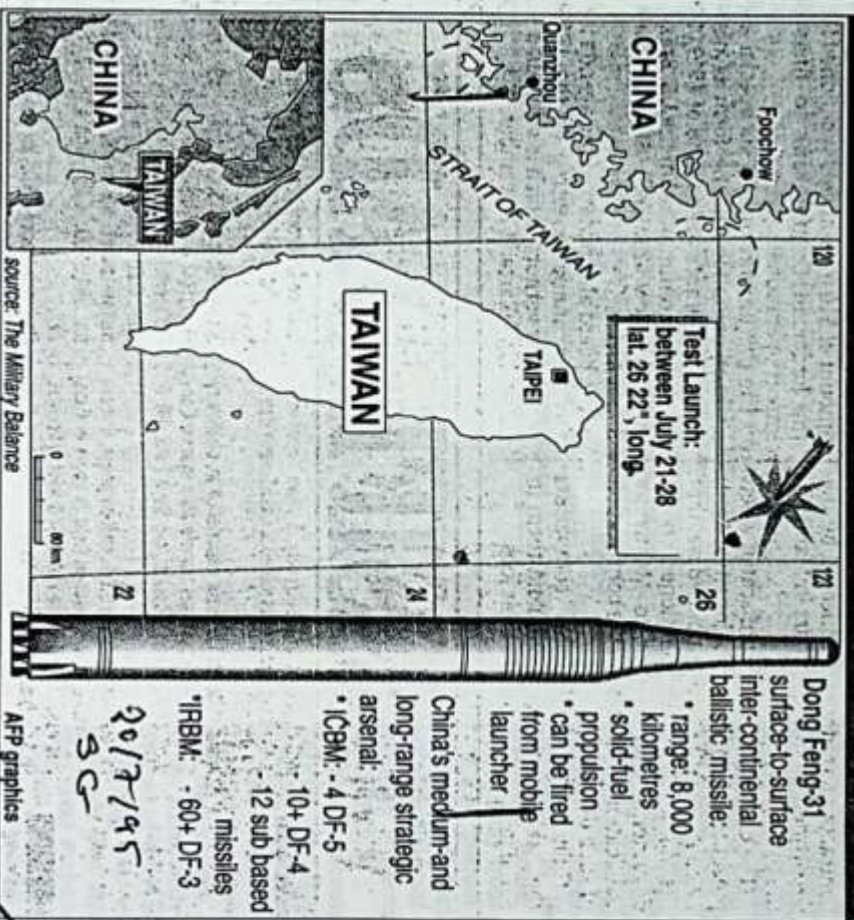 CHINA
Foochow
Quanzhou
STRAIT OF TAIWAN
120
123
26
24
22
Test Launch:
between July 21-28
lat. 26 22", long.
TAIPEI
TAIWAN
CHINA
TAIWAN
0
80 km
source: The Military Balance
Dong Feng-31
surface-to-surface
inter-continental
ballistic missile:
* range: 8,000
kilometres
* solid-fuel
propulsion
* can be fired
from mobile
launcher
China's medium-and
long-range strategic
arsenal:
*ICBM: - 4 DF-5
- 10+ DF-4
- 12 sub based
missiles
*IRBM: - 60+ DF-3
20/7/95
SG
AFP graphics